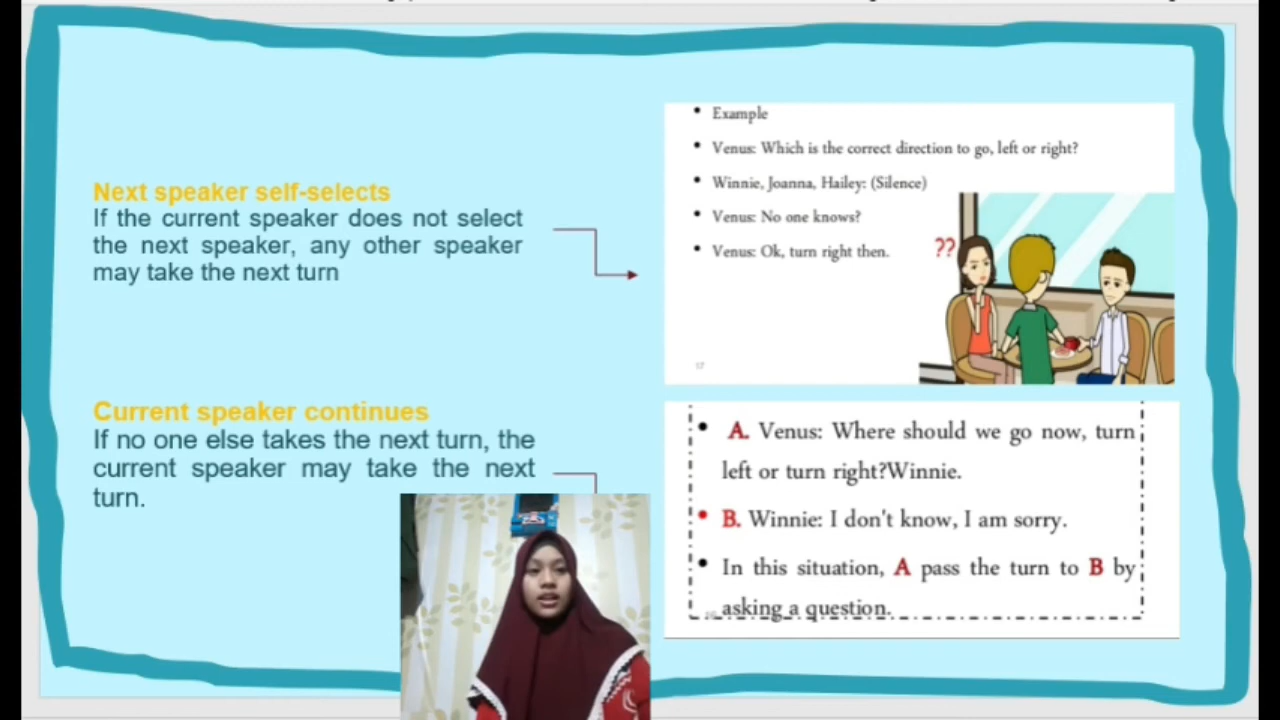 Next speaker self-selects
If the current speaker does not select
the next speaker, any other speaker
may take the next turn
Current speaker continues
If no one else takes the next turn, the
current speaker may take the next
turn.
• Example
• Venus: Which is the correct direction to go, left or right?
• Winnie, Joanna, Hailey: (Silence)
• Venus: No one knows?
• Venus: Ok, turn right then.
??
17
• A. Venus: Where should we go now, turn
left or turn right?Winnie.
• B. Winnie: I don't know, I am sorry.
• In this situation, A pass the turn to B by
asking a question.